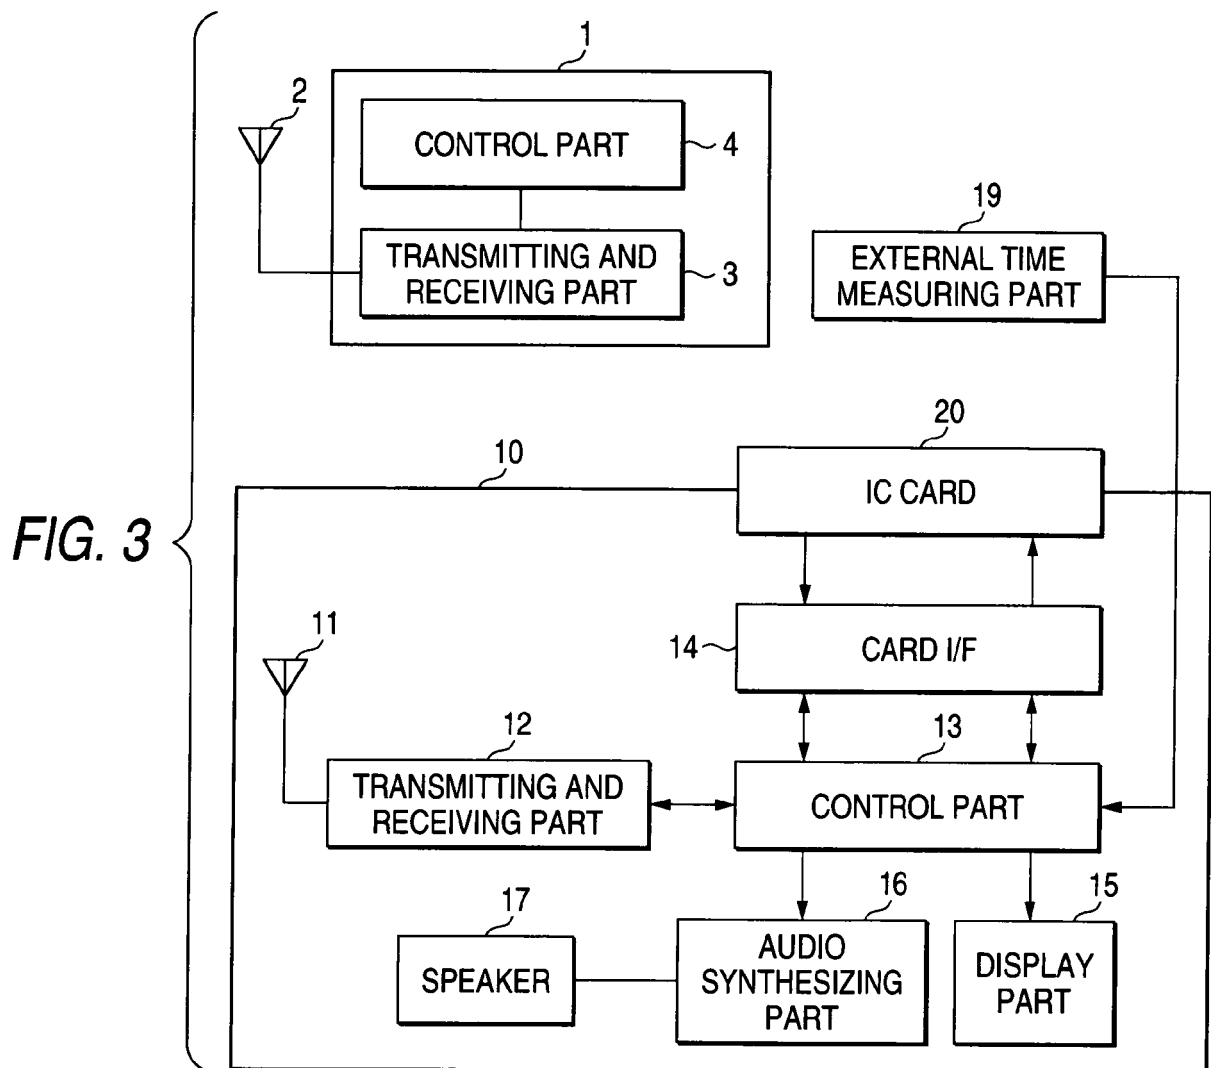 1
2
CONTROL PART
4
TRANSMITTING AND
RECEIVING PART
3
19
EXTERNAL TIME
MEASURING PART
20
10
IC CARD
FIG. 3
11
14
CARD I/F
12
13
TRANSMITTING AND
RECEIVING PART
CONTROL PART
17
16
15
SPEAKER
AUDIO
SYNTHESIZING
PART
DISPLAY
PART